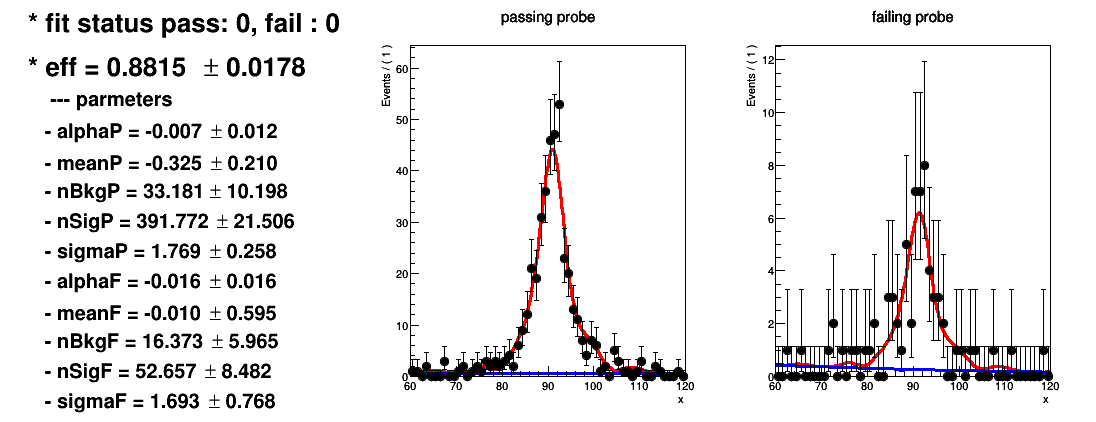 * fit status pass: 0, fail : 0
* eff = 0.8815 ± 0.0178
--- parmeters
- alphaP = -0.007 ± 0.012
- meanP = -0.325 ± 0.210
- nBkgP = 33.181 ± 10.198
- nSigP = 391.772 ± 21.506
- sigmaP = 1.769 ± 0.258
- alphaF = -0.016 ± 0.016
- meanF = -0.010 ± 0.595
- nBkgF = 16.373 ± 5.965
- nSigF = 52.657 ± 8.482
- sigmaF = 1.693 ± 0.768
passing probe
Events / ( 1 )
60
50
40
30
20
10
0
60 70 80 90 100 110 120
x
failing probe
Events / ( 1 )
12
10
8
6
4
2
0
60 70 80 90 100 110 120
x